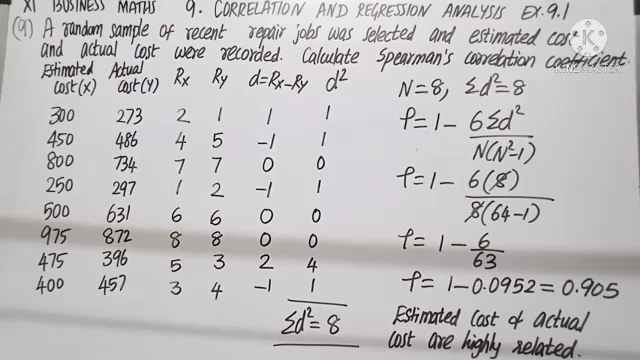 XI BUSINESS MATHS 9. CORRELATION AND REGRESSION ANALYSIS EX.9.1
(9) A random sample of recent repair jobs was selected and estimated cost
and actual cost were recorded. Calculate Spearman's correlation coefficient.
Estimated cost(X) Actual cost(Y) Rx Ry d=Rx-Ry d²
300 273 2 1 1 1
450 486 4 5 -1 1
800 734 7 7 0 0
250 297 1 2 -1 1
500 631 6 6 0 0
975 872 8 8 0 0
475 396 5 3 2 4
400 457 3 4 -1 1
Σd²=8
N=8, Σd²=8
ρ=1- 6Σd² / N(N²-1)
ρ=1- 6(8) / 8(64-1)
ρ= 1- 6/63
ρ= 1-0.0952=0.905
Estimated cost of actual
cost are highly related.